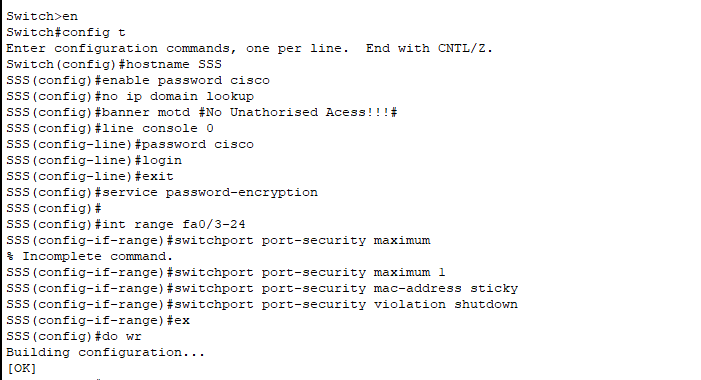 Switch>en
Switch#config t
Enter configuration commands, one per line.  End with CNTL/Z.
Switch(config)#hostname SSS
SSS(config)#enable password cisco
SSS(config)#no ip domain lookup
SSS(config)#banner motd #No Unathorised Acess!!!#
SSS(config)#line console 0
SSS(config-line)#password cisco
SSS(config-line)#login
SSS(config-line)#exit
SSS(config)#service password-encryption
SSS(config)#
SSS(config)#int range fa0/3-24
SSS(config-if-range)#switchport port-security maximum
% Incomplete command.
SSS(config-if-range)#switchport port-security maximum 1
SSS(config-if-range)#switchport port-security mac-address sticky
SSS(config-if-range)#switchport port-security violation shutdown
SSS(config-if-range)#ex
SSS(config)#do wr
Building configuration...
[OK]